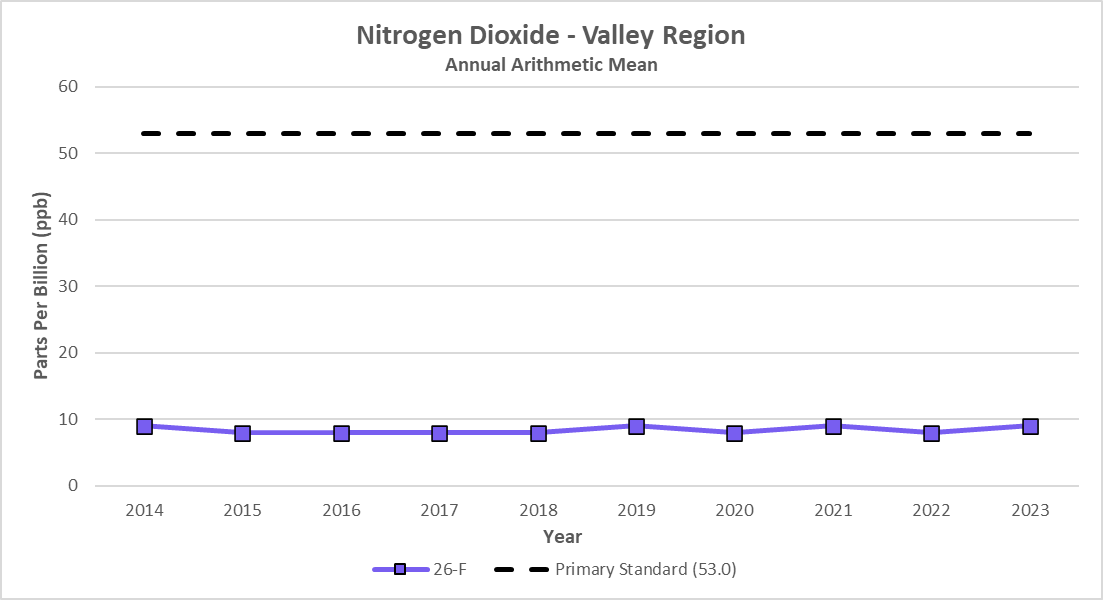 Nitrogen Dioxide - Valley Region
Annual Arithmetic Mean
60
50
40
30
20
10
0
Parts Per Billion (ppb)
2014 2015 2016 2017 2018 2019 2020 2021 2022 2023
Year
26-F Primary Standard (53.0)